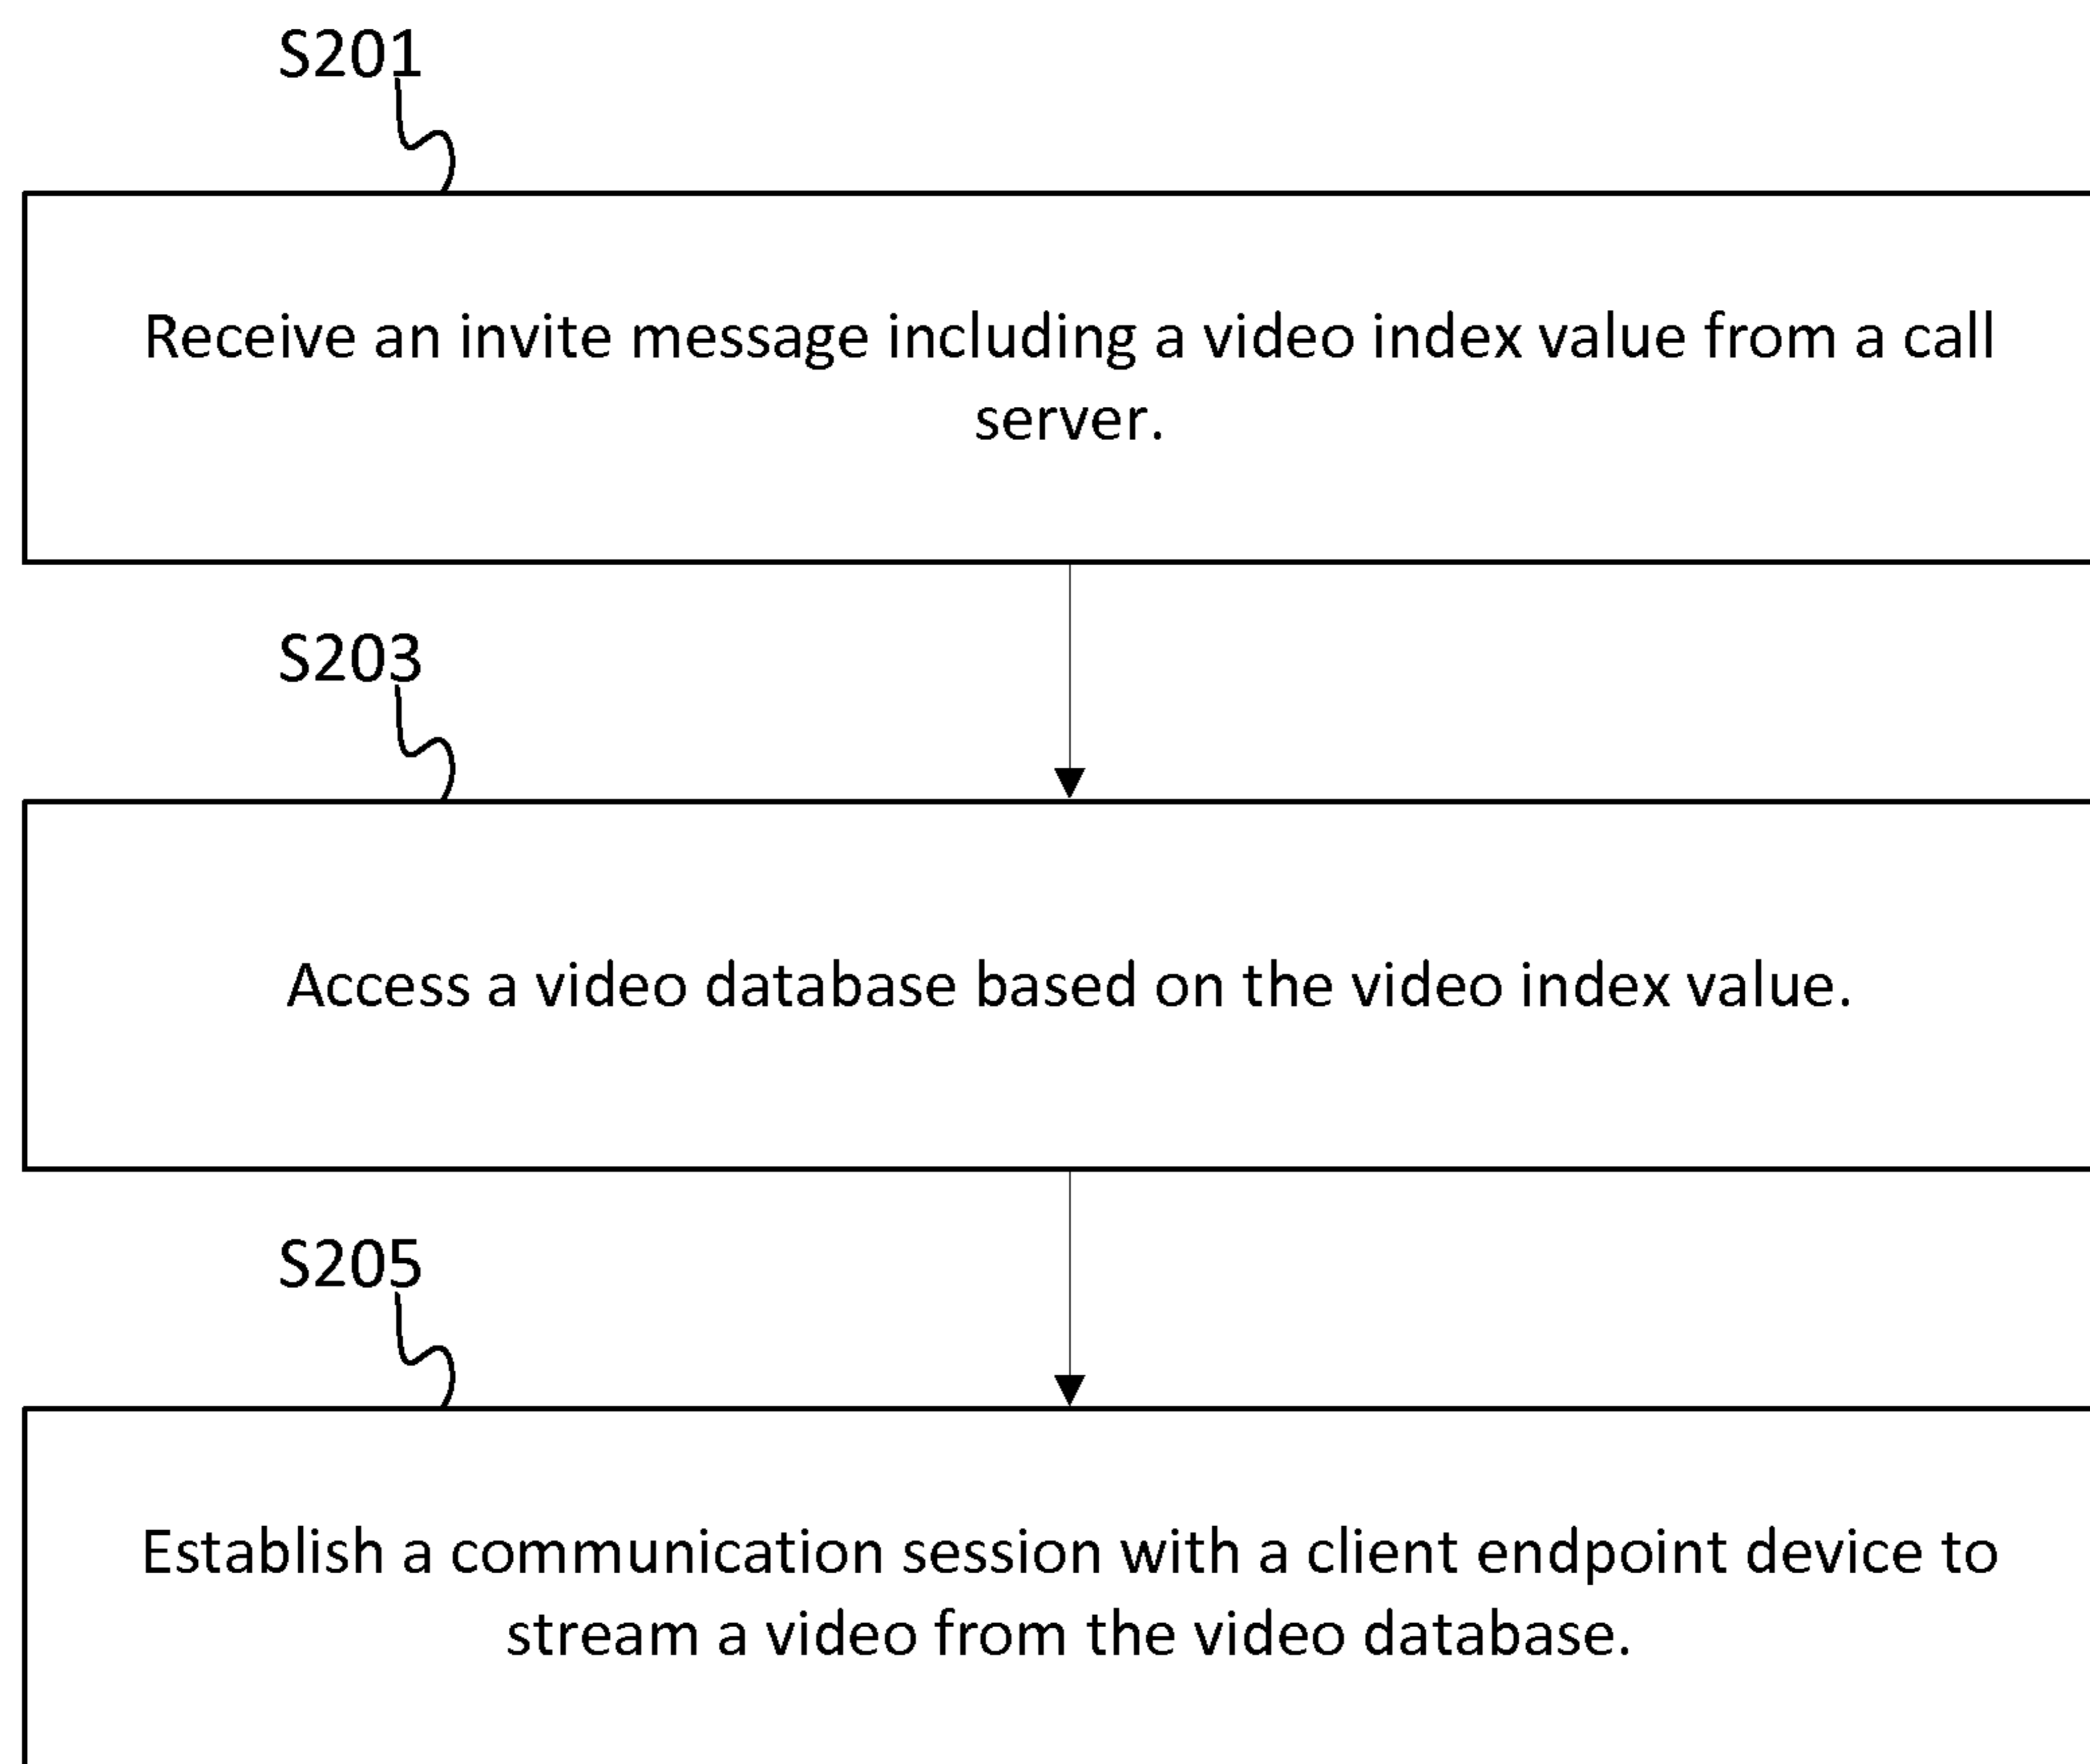 S201
Receive an invite message including a video index value from a call
server.
S203
Access a video database based on the video index value.
S205
Establish a communication session with a client endpoint device to
stream a video from the video database.